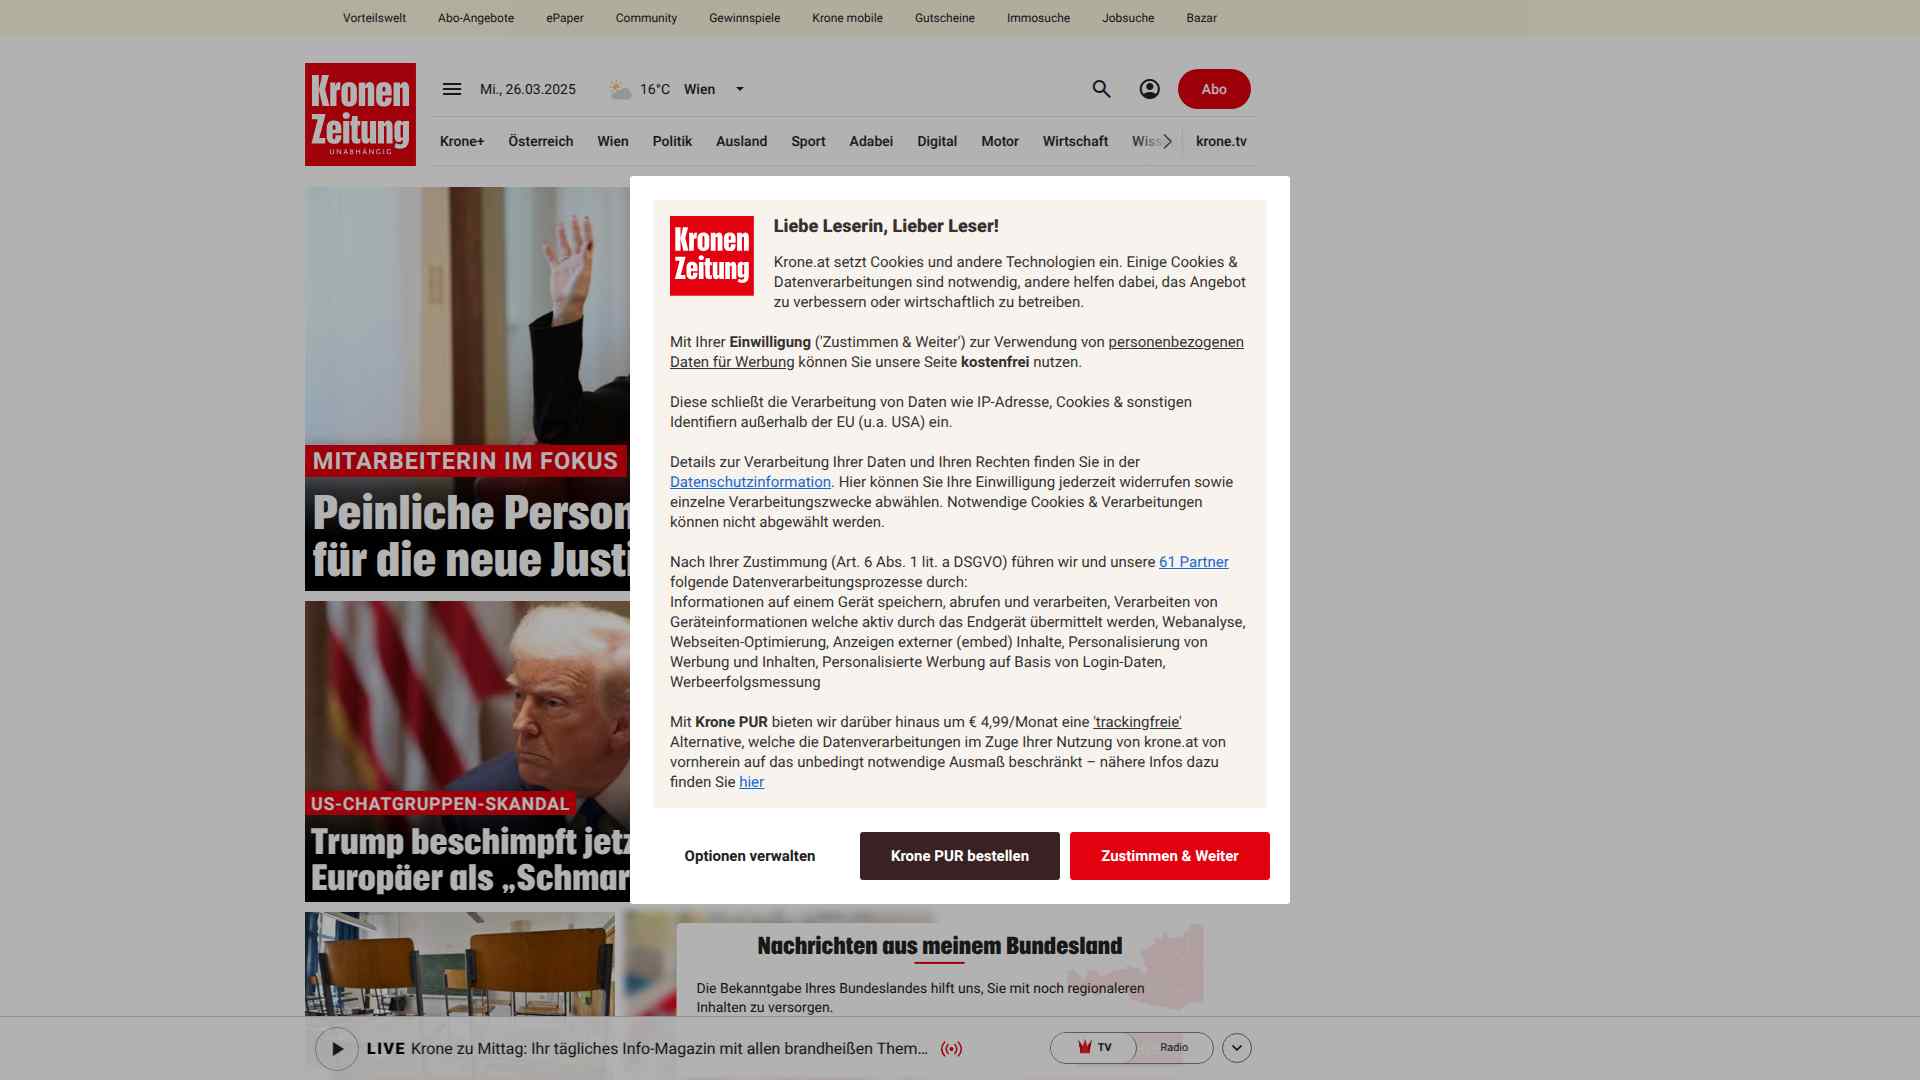 Vorteilswelt Abo-Angebote ePaper Community Gewinnspiele Krone mobile Gutscheine Immosuche Jobsuche Bazar
Kronen
Zeitung
UNABHÄNGIG
Mi., 26.03.2025 16°C Wien Abo
Krone+ Österreich Wien Politik Ausland Sport Adabei Digital Motor Wirtschaft Wiss krone.tv
MITARBEITERIN IM FOKUS
Peinliche Person
für die neue Justi
US-CHATGRUPPEN-SKANDAL
Trump beschimpft jetz
Europäer als „Schmar
Kronen
Zeitung
Liebe Leserin, Lieber Leser!
Krone.at setzt Cookies und andere Technologien ein. Einige Cookies &
Datenverarbeitungen sind notwendig, andere helfen dabei, das Angebot
zu verbessern oder wirtschaftlich zu betreiben.
Mit Ihrer Einwilligung ('Zustimmen & Weiter') zur Verwendung von personenbezogenen
Daten für Werbung können Sie unsere Seite kostenfrei nutzen.
Diese schließt die Verarbeitung von Daten wie IP-Adresse, Cookies & sonstigen
Identifiern außerhalb der EU (u.a. USA) ein.
Details zur Verarbeitung Ihrer Daten und Ihren Rechten finden Sie in der
Datenschutzinformation. Hier können Sie Ihre Einwilligung jederzeit widerrufen sowie
einzelne Verarbeitungszwecke abwählen. Notwendige Cookies & Verarbeitungen
können nicht abgewählt werden.
Nach Ihrer Zustimmung (Art. 6 Abs. 1 lit. a DSGVO) führen wir und unsere 61 Partner
folgende Datenverarbeitungsprozesse durch:
Informationen auf einem Gerät speichern, abrufen und verarbeiten, Verarbeiten von
Geräteinformationen welche aktiv durch das Endgerät übermittelt werden, Webanalyse,
Webseiten-Optimierung, Anzeigen externer (embed) Inhalte, Personalisierung von
Werbung und Inhalten, Personalisierte Werbung auf Basis von Login-Daten,
Werbeerfolgsmessung
Mit Krone PUR bieten wir darüber hinaus um € 4,99/Monat eine 'trackingfreie'
Alternative, welche die Datenverarbeitungen im Zuge Ihrer Nutzung von krone.at von
vornherein auf das unbedingt notwendige Ausmaß beschränkt – nähere Infos dazu
finden Sie hier
Optionen verwalten Krone PUR bestellen Zustimmen & Weiter
Nachrichten aus meinem Bundesland
Die Bekanntgabe Ihres Bundeslandes hilft uns, Sie mit noch regionaleren
Inhalten zu versorgen.
LIVE Krone zu Mittag: Ihr tägliches Info-Magazin mit allen brandheißen Them... TV Radio